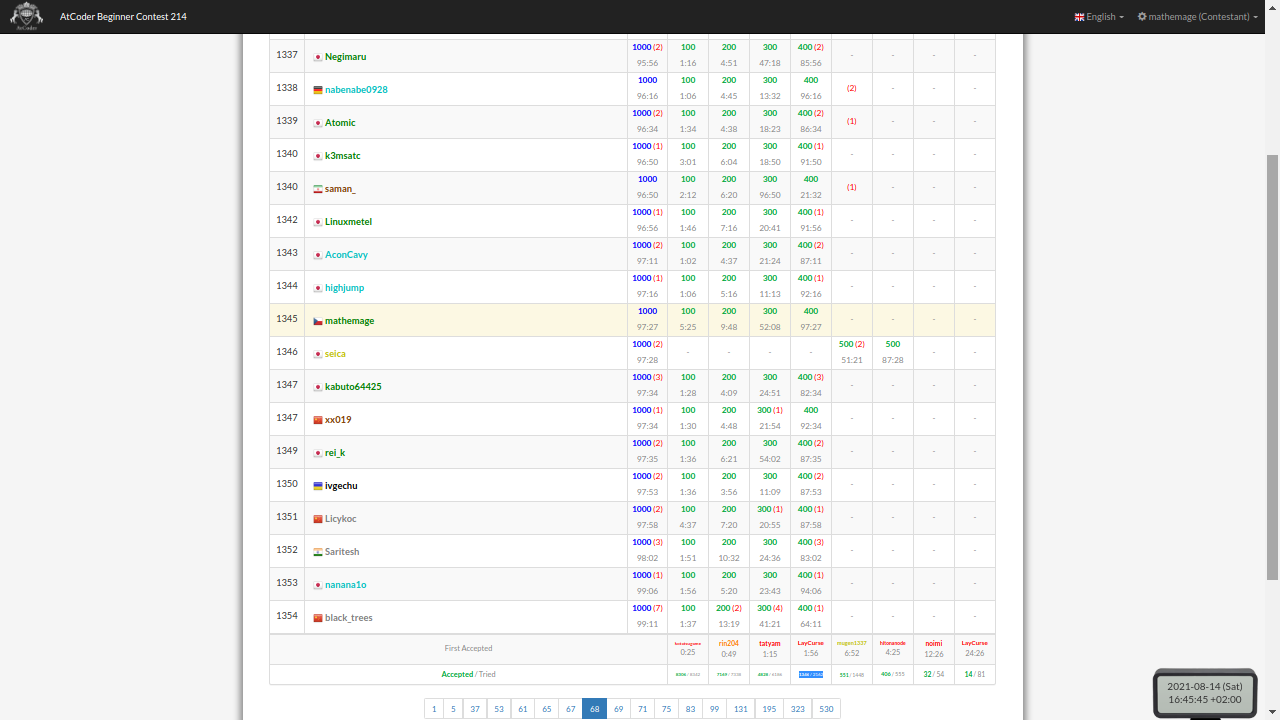 AtCoder
AtCoder Beginner Contest 214
English
mathemage (Contestant)
1337 Negimaru 1000 (2) 100 200 300 400 (2) - - - -
95:56 1:16 4:51 47:18 85:56
1338 nabenabe0928 1000 100 200 300 400 (2) - - -
96:16 1:06 4:45 13:32 96:16
1339 Atomic 1000 (2) 100 200 300 400 (2) (1) - - -
96:34 1:34 4:38 18:23 86:34
1340 k3msatc 1000 (1) 100 200 300 400 (1) - - - -
96:50 3:01 6:04 18:50 91:50
1340 saman_ 1000 100 200 300 400 (1) - - -
96:50 2:12 6:20 96:50 21:32
1342 Linuxmetel 1000 (1) 100 200 300 400 (1) - - - -
96:56 1:46 7:16 20:41 91:56
1343 AconCavy 1000 (2) 100 200 300 400 (2) - - - -
97:11 1:02 4:37 21:24 87:11
1344 highjump 1000 (1) 100 200 300 400 (1) - - - -
97:16 1:06 5:16 11:13 92:16
1345 mathemage 1000 100 200 300 400 - - - -
97:27 5:25 9:48 52:08 97:27
1346 seica 1000 (2) - - - - 500 (2) 500 - -
97:28 51:21 87:28
1347 kabuto64425 1000 (3) 100 200 300 400 (3) - - - -
97:34 1:28 4:09 24:51 82:34
1347 xx019 1000 (1) 100 200 300 (1) 400 - - - -
97:34 1:30 4:48 21:54 92:34
1349 rei_k 1000 (2) 100 200 300 400 (2) - - - -
97:35 1:36 6:21 54:02 87:35
1350 ivgechu 1000 (2) 100 200 300 400 (2) - - - -
97:53 1:36 3:56 11:09 87:53
1351 Licykoc 1000 (2) 100 200 300 (1) 400 (1) - - - -
97:58 4:37 7:20 20:55 87:58
1352 Saritesh 1000 (3) 100 200 300 400 (3) - - - -
98:02 1:51 10:32 24:36 83:02
1353 nanana1o 1000 (1) 100 200 300 400 (1) - - - -
99:06 1:56 5:20 23:43 94:06
1354 black_trees 1000 (7) 100 200 (2) 300 (4) 400 (1) - - - -
99:11 1:37 13:19 41:21 64:11
First Accepted rin204 tatyam LayCurse mugen1337 hitonanode noimi LayCurse
0:25 0:49 1:15 1:56 6:52 4:25 12:26 24:26
Accepted / Tried 406 / 555 32 / 54 14 / 81
1 5 37 53 61 65 67 68 69 71 75 83 99 131 195 323 530
2021-08-14 (Sat)
16:45:45 +02:00